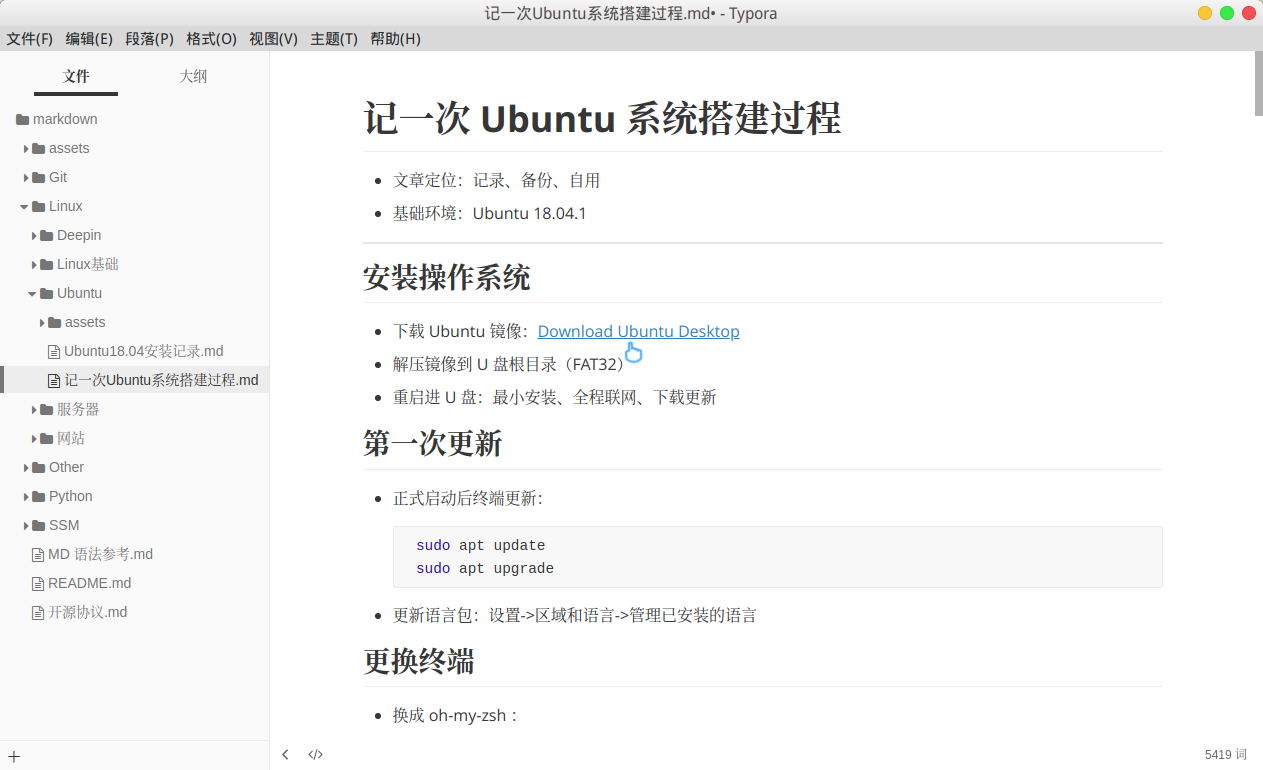 记一次Ubuntu系统搭建过程.md• - Typora
文件(F) 编辑(E) 段落(P) 格式(O) 视图(V) 主题(T) 帮助(H)
文件 大纲
markdown
assets
Git
Linux
Deepin
Linux基础
Ubuntu
assets
Ubuntu18.04安装记录.md
记一次Ubuntu系统搭建过程.md
服务器
网站
Other
Python
SSM
MD 语法参考.md
README.md
开源协议.md
记一次 Ubuntu 系统搭建过程
文章定位：记录、备份、自用
基础环境：Ubuntu 18.04.1
安装操作系统
下载 Ubuntu 镜像：Download Ubuntu Desktop
解压镜像到 U 盘根目录（FAT32）
重启进 U 盘：最小安装、全程联网、下载更新
第一次更新
正式启动后终端更新：
sudo apt update
sudo apt upgrade
更新语言包：设置->区域和语言->管理已安装的语言
更换终端
换成 oh-my-zsh：
</> 5419 词